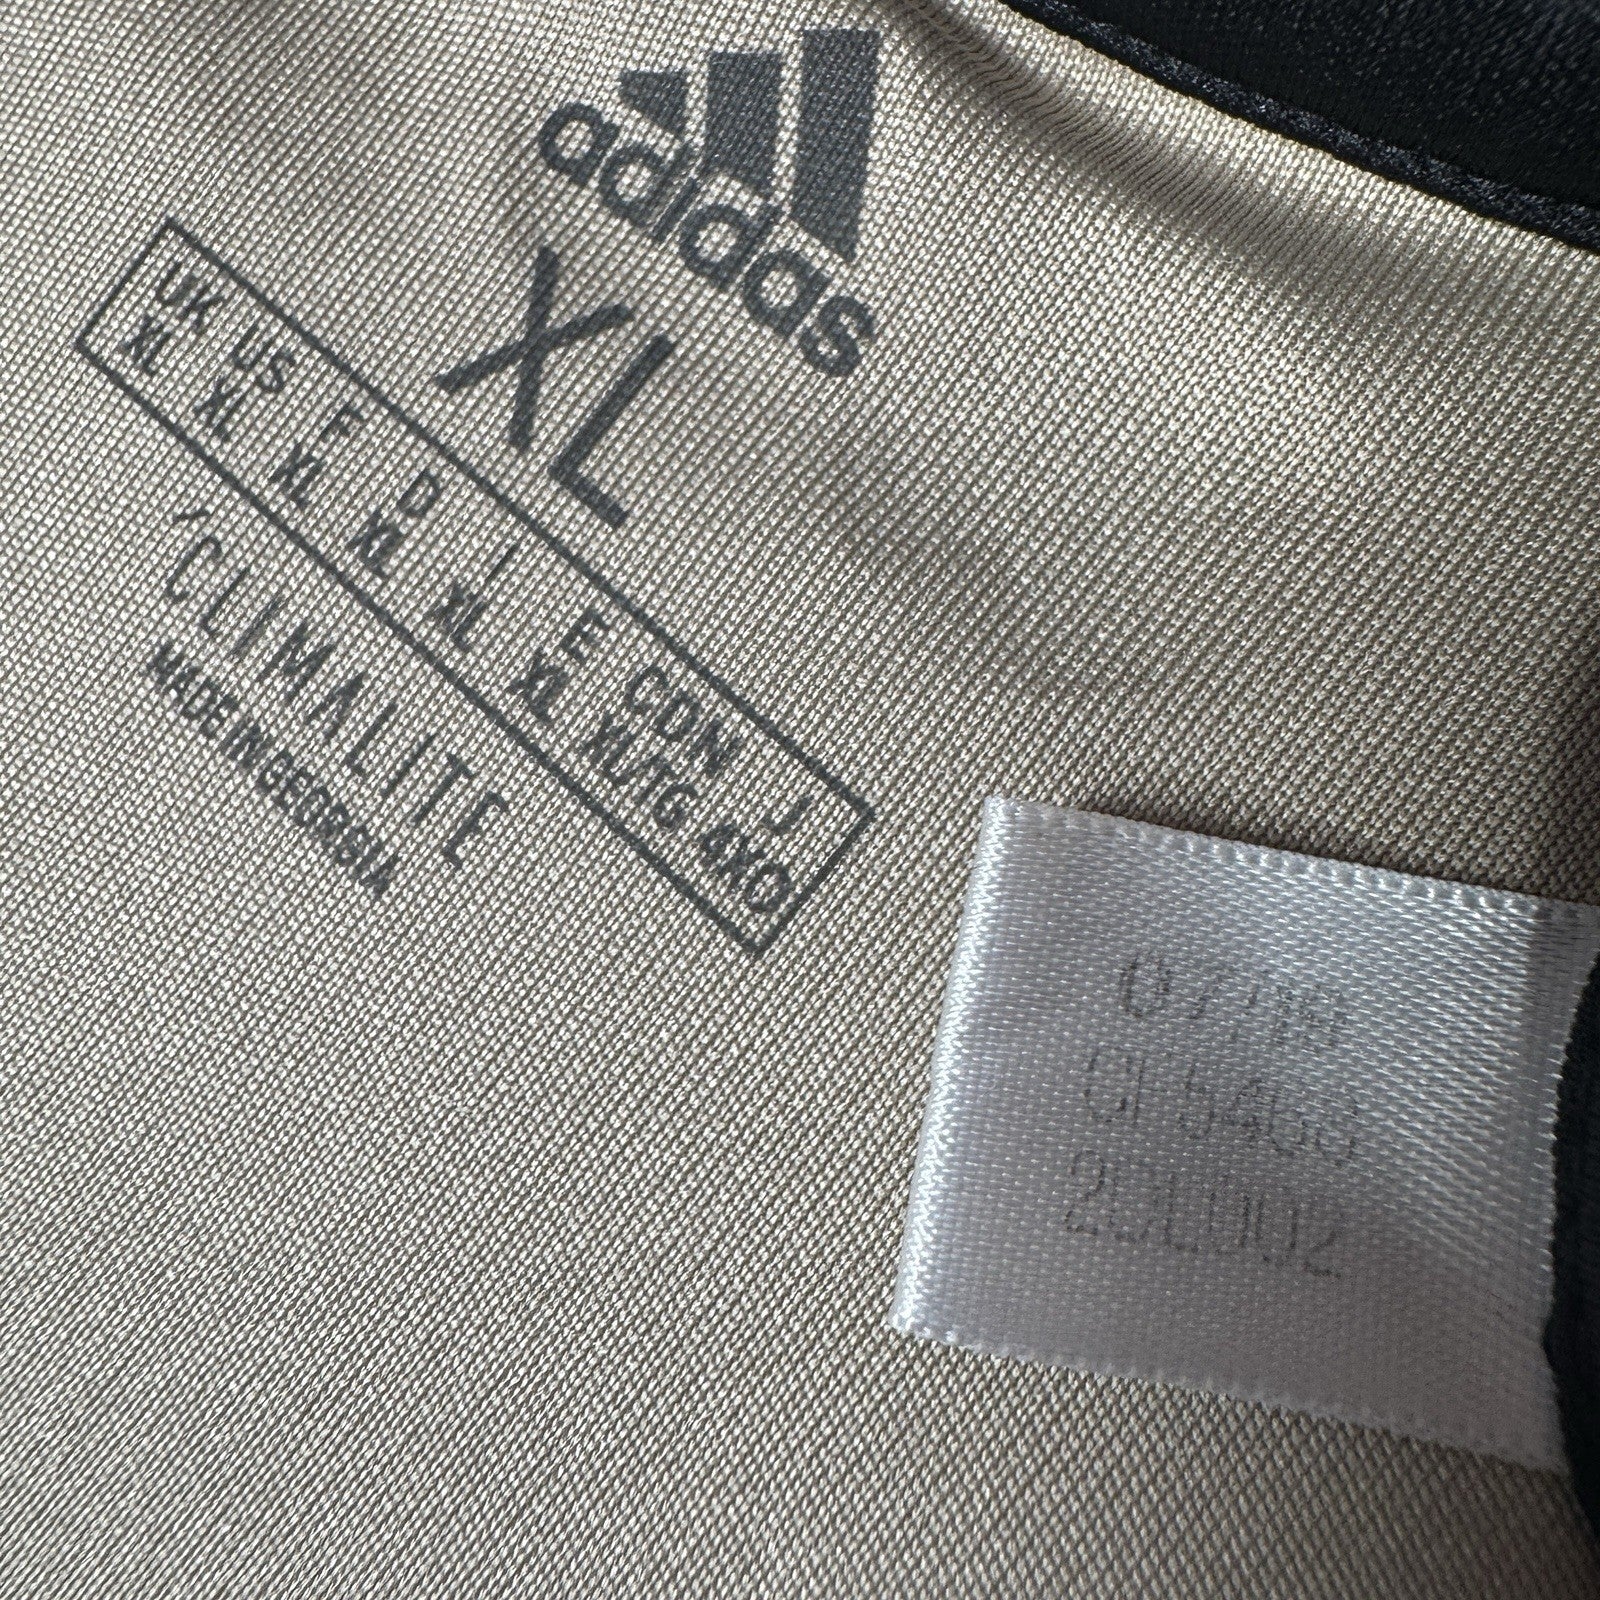 adidas
XL
UK US F D I E CDN J
XL XL XL XL XL XL XL/TG 4XO
/ CLIMALITE
MADE IN GEORGIA